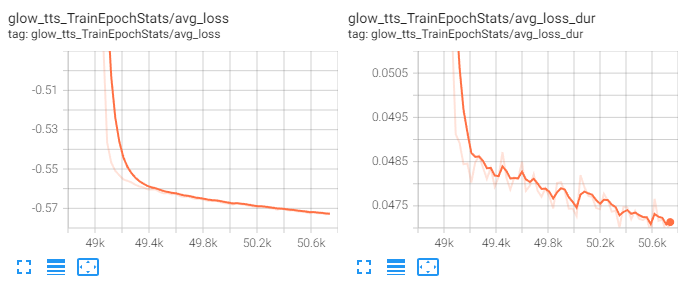 glow_tts_TrainEpochStats/avg_loss
tag: glow_tts_TrainEpochStats/avg_loss
-0.51
-0.53
-0.55
-0.57
49k 49.4k 49.8k 50.2k 50.6k
glow_tts_TrainEpochStats/avg_loss_dur
tag: glow_tts_TrainEpochStats/avg_loss_dur
0.0505
0.0495
0.0485
0.0475
49k 49.4k 49.8k 50.2k 50.6k